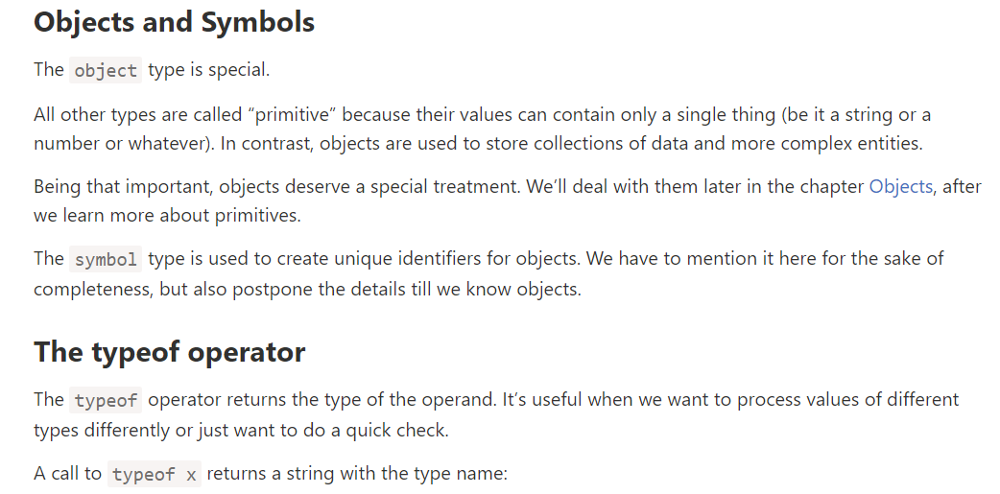 Objects and Symbols
The object type is special.
All other types are called “primitive” because their values can contain only a single thing (be it a string or a
number or whatever). In contrast, objects are used to store collections of data and more complex entities.
Being that important, objects deserve a special treatment. We’ll deal with them later in the chapter Objects, after
we learn more about primitives.
The symbol type is used to create unique identifiers for objects. We have to mention it here for the sake of
completeness, but also postpone the details till we know objects.
The typeof operator
The typeof operator returns the type of the operand. It’s useful when we want to process values of different
types differently or just want to do a quick check.
A call to typeof x returns a string with the type name: